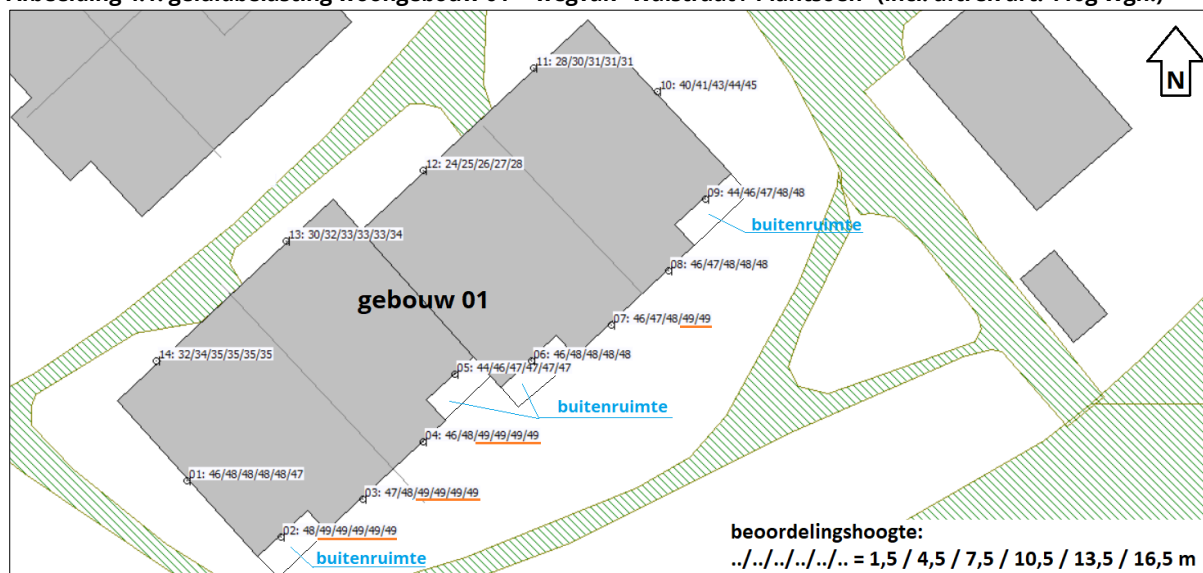 11: 28/30/31/31/31
10: 40/41/43/44/45
N
12: 24/25/26/27/28
09: 44/46/47/48/48
buitenruimte
13: 30/32/33/33/33/34
08: 46/47/48/48/48
gebouw 01
07: 46/47/48/49/49
14: 32/34/35/35/35/35
06: 46/48/48/48/48
05: 44/46/47/47/47/47
buitenruimte
04: 46/48/49/49/49/49
01: 46/48/48/48/48/47
03: 47/48/49/49/49/49
02: 48/49/49/49/49/49
buitenruimte
beoordelingshoogte:
../../../../../.. = 1,5 / 4,5 / 7,5 / 10,5 / 13,5 / 16,5 m